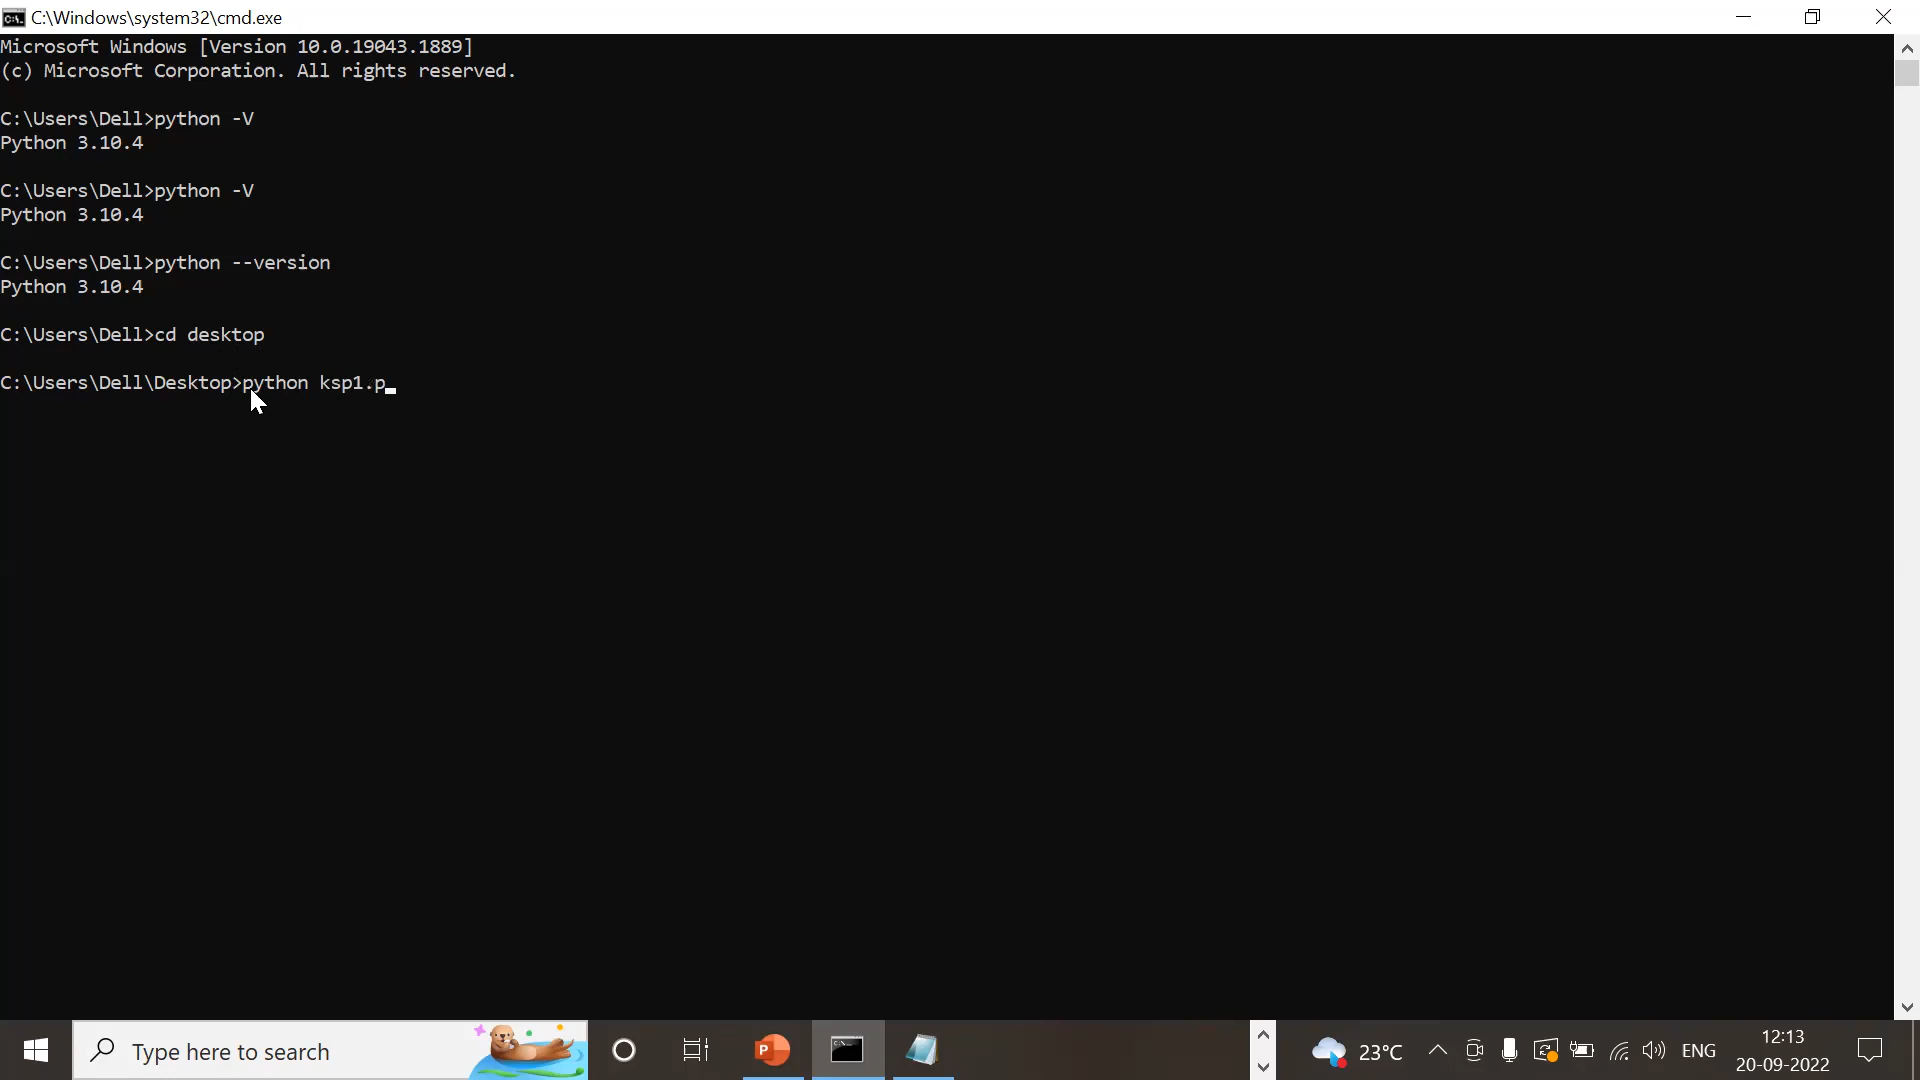 C:\Windows\system32\cmd.exe
Microsoft Windows [Version 10.0.19043.1889]
(c) Microsoft Corporation. All rights reserved.
C:\Users\Dell>python -V
Python 3.10.4
C:\Users\Dell>python -V
Python 3.10.4
C:\Users\Dell>python --version
Python 3.10.4
C:\Users\Dell>cd desktop
C:\Users\Dell\Desktop>python ksp1.p
Type here to search
23°C
ENG
12:13
20-09-2022